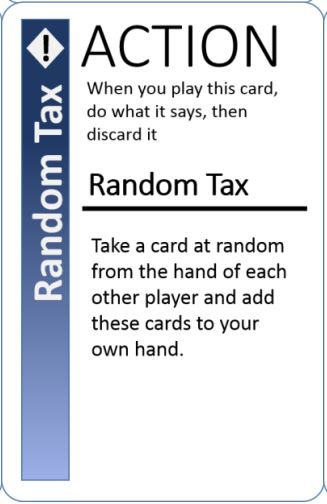 ACTION
When you play this card,
do what it says, then
discard it
Random Tax
Random Tax
Take a card at random
from the hand of each
other player and add
these cards to your
own hand.